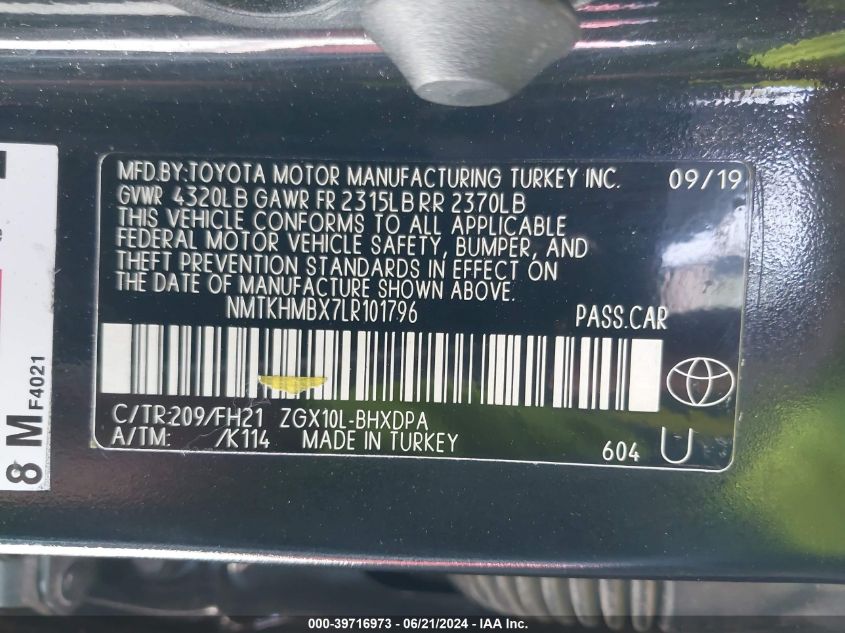 MFD.BY:TOYOTA MOTOR MANUFACTURING TURKEY INC. 09/19
GVWR 4320LB GAWR FR 2315LB RR 2370LB
THIS VEHICLE CONFORMS TO ALL APPLICABLE
FEDERAL MOTOR VEHICLE SAFETY, BUMPER, AND
THEFT PREVENTION STANDARDS IN EFFECT ON
THE DATE OF MANUFACTURE SHOWN ABOVE.
NMTKHMBX7LR101796 PASS.CAR
C/TR:209/FH21 ZGX10L-BHXDPA
A/TM: /K114 MADE IN TURKEY 604 U
8 M F4021
000-39716973 - 06/21/2024 - IAA Inc.